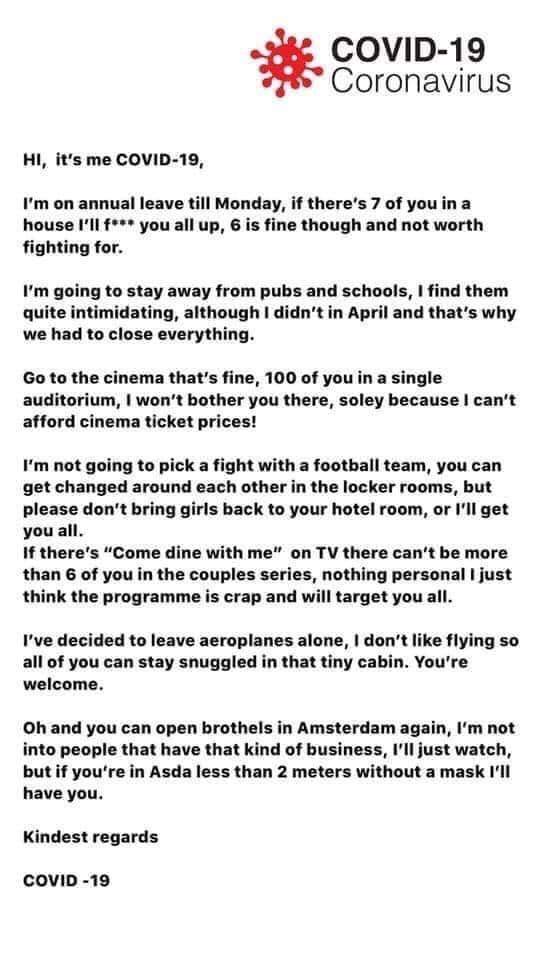 COVID-19
Coronavirus
HI, it's me COVID-19,
I'm on annual leave till Monday, if there's 7 of you in a
house I'll f*** you all up, 6 is fine though and not worth
fighting for.
I'm going to stay away from pubs and schools, I find them
quite intimidating, although I didn't in April and that's why
we had to close everything.
Go to the cinema that's fine, 100 of you in a single
auditorium, I won't bother you there, soley because I can't
afford cinema ticket prices!
I'm not going to pick a fight with a football team, you can
get changed around each other in the locker rooms, but
please don't bring girls back to your hotel room, or I'll get
you all.
If there's "Come dine with me" on TV there can't be more
than 6 of you in the couples series, nothing personal I just
think the programme is crap and will target you all.
I've decided to leave aeroplanes alone, I don't like flying so
all of you can stay snuggled in that tiny cabin. You're
welcome.
Oh and you can open brothels in Amsterdam again, I'm not
into people that have that kind of business, I'll just watch,
but if you're in Asda less than 2 meters without a mask I'll
have you.
Kindest regards
COVID -19